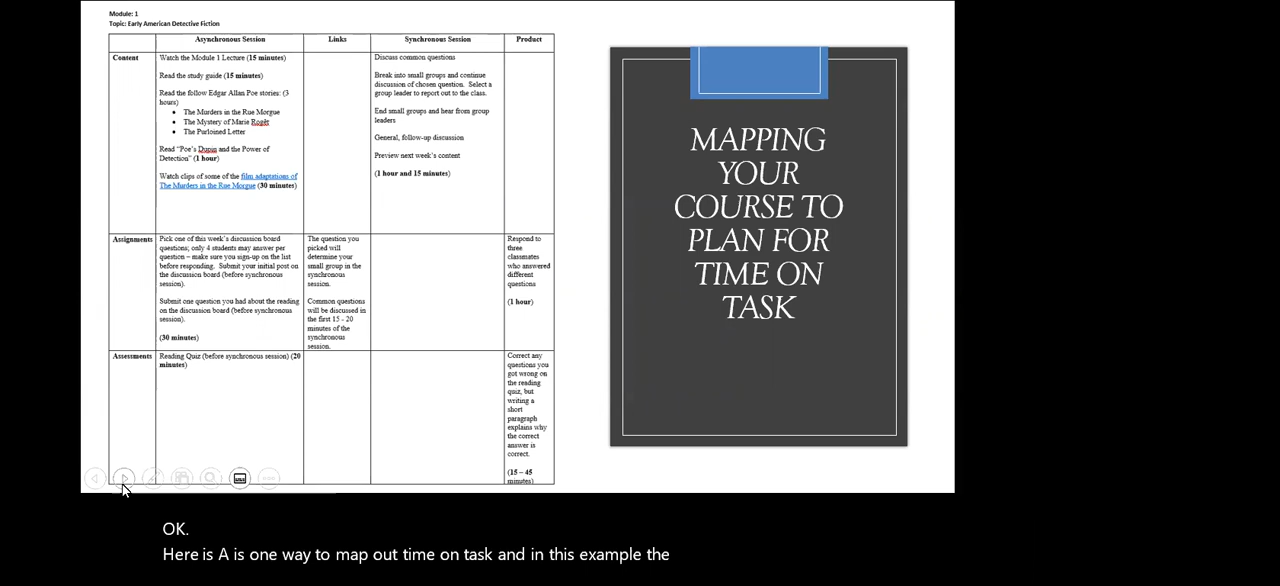 Module: 1
Topic: Early American Detective Fiction
Asynchronous Session
Links
Synchronous Session
Product
Content
Watch the Module 1 Lecture (15 minutes)
Read the study guide (15 minutes)
Read the follow Edgar Allan Poe stories: (3
hours)
• The Murders in the Rue Morgue
• The Mystery of Marie Rogêt
• The Purloined Letter
Read “Poe’s Dupin and the Power of
Detection” (1 hour)
Watch clips of some of the film adaptations of
The Murders in the Rue Morgue (30 minutes)
Discuss common questions
Break into small groups and continue
discussion of chosen question. Select a
group leader to report out to the class.
End small groups and hear from group
leaders
General, follow-up discussion
Preview next week’s content
(1 hour and 15 minutes)
Assignments
Pick one of this week’s discussion board
questions; only 4 students may answer per
question – make sure you sign-up on the list
before responding. Submit your initial post on
the discussion board (before synchronous
session).
Submit one question you had about the reading
on the discussion board (before synchronous
session).
(30 minutes)
The question you
picked will
determine your
small group in the
synchronous
session.
Common questions
will be discussed in
the first 15 - 20
minutes of the
synchronous
session.
Respond to
three
classmates
who answered
different
questions
(1 hour)
Assessments
Reading Quiz (before synchronous session) (20
minutes)
Correct any
questions you
got wrong on
the reading
quiz, but
writing a
short
paragraph
explains why
the correct
answer is
correct.
(15 – 45
minutes)
MAPPING
YOUR
COURSE TO
PLAN FOR
TIME ON
TASK
OK.
Here is A is one way to map out time on task and in this example the